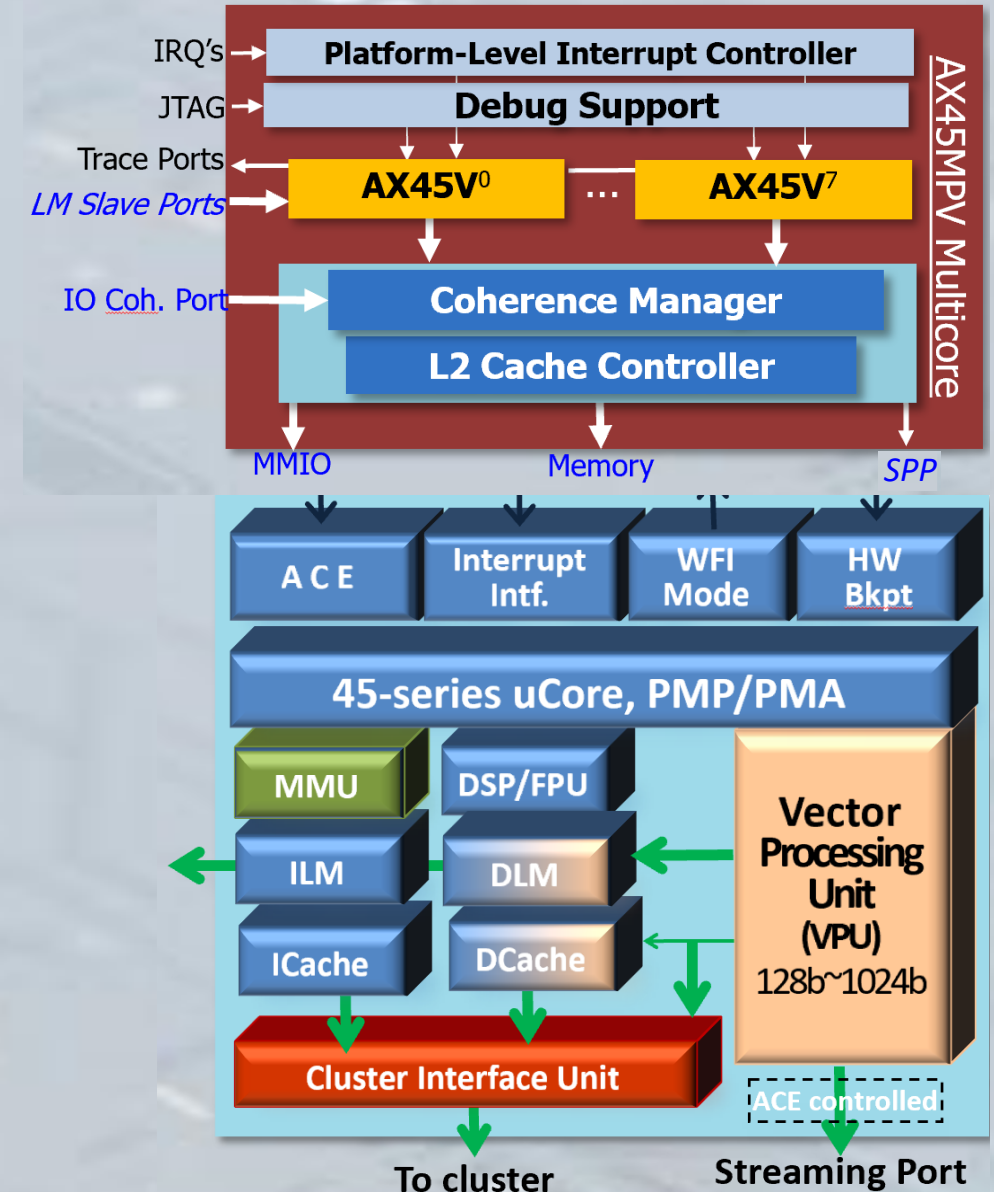 IRQ's
Platform-Level Interrupt Controller
JTAG
Debug Support
Trace Ports
LM Slave Ports
AX45V0
...
AX45V7
AX45MPV Multicore
IO Coh. Port
Coherence Manager
L2 Cache Controller
MMIO
Memory
SPP
A C E
Interrupt
Intf.
WFI
Mode
HW
Bkpt
45-series uCore, PMP/PMA
MMU
DSP/FPU
ILM
DLM
ICache
DCache
Vector
Processing
Unit
(VPU)
128b~1024b
Cluster Interface Unit
ACE controlled
To cluster
Streaming Port